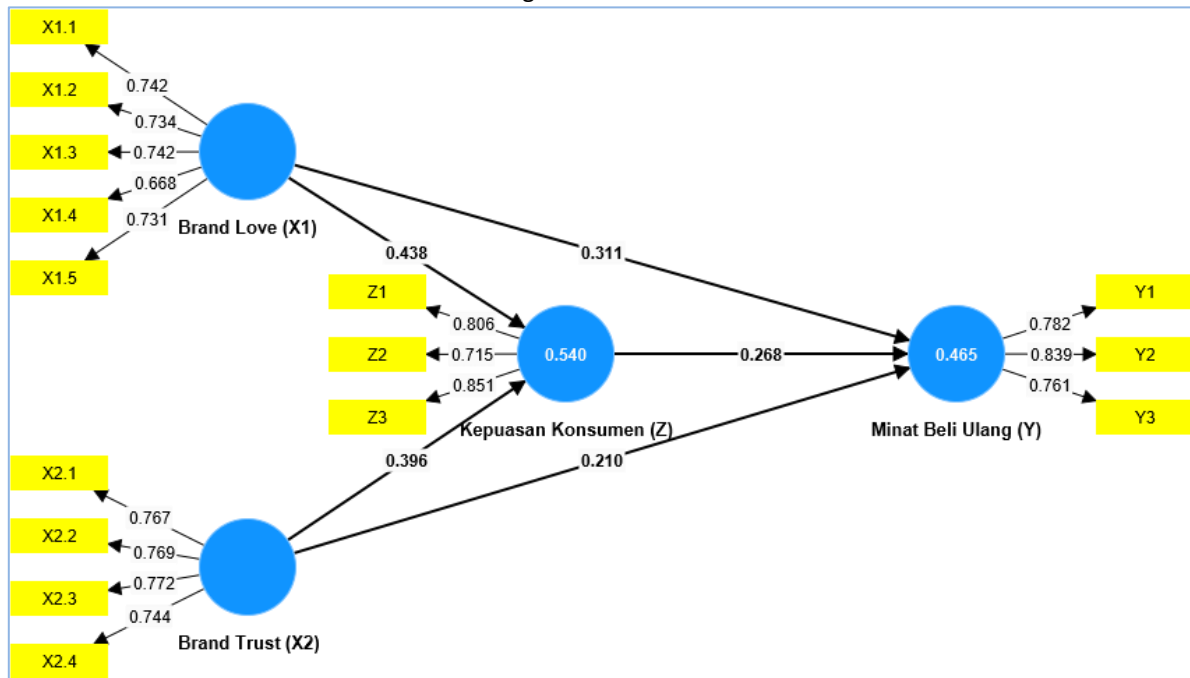 X1.1
X1.2
X1.3
X1.4
X1.5
0.742
0.734
0.742
0.668
0.731
Brand Love (X1)
0.438
0.311
Z1
Z2
Z3
0.806
0.715
0.851
0.540
Kepuasan Konsumen (Z)
0.268
0.465
Minat Beli Ulang (Y)
0.782
0.839
0.761
Y1
Y2
Y3
0.396
0.210
X2.1
X2.2
X2.3
X2.4
0.767
0.769
0.772
0.744
Brand Trust (X2)